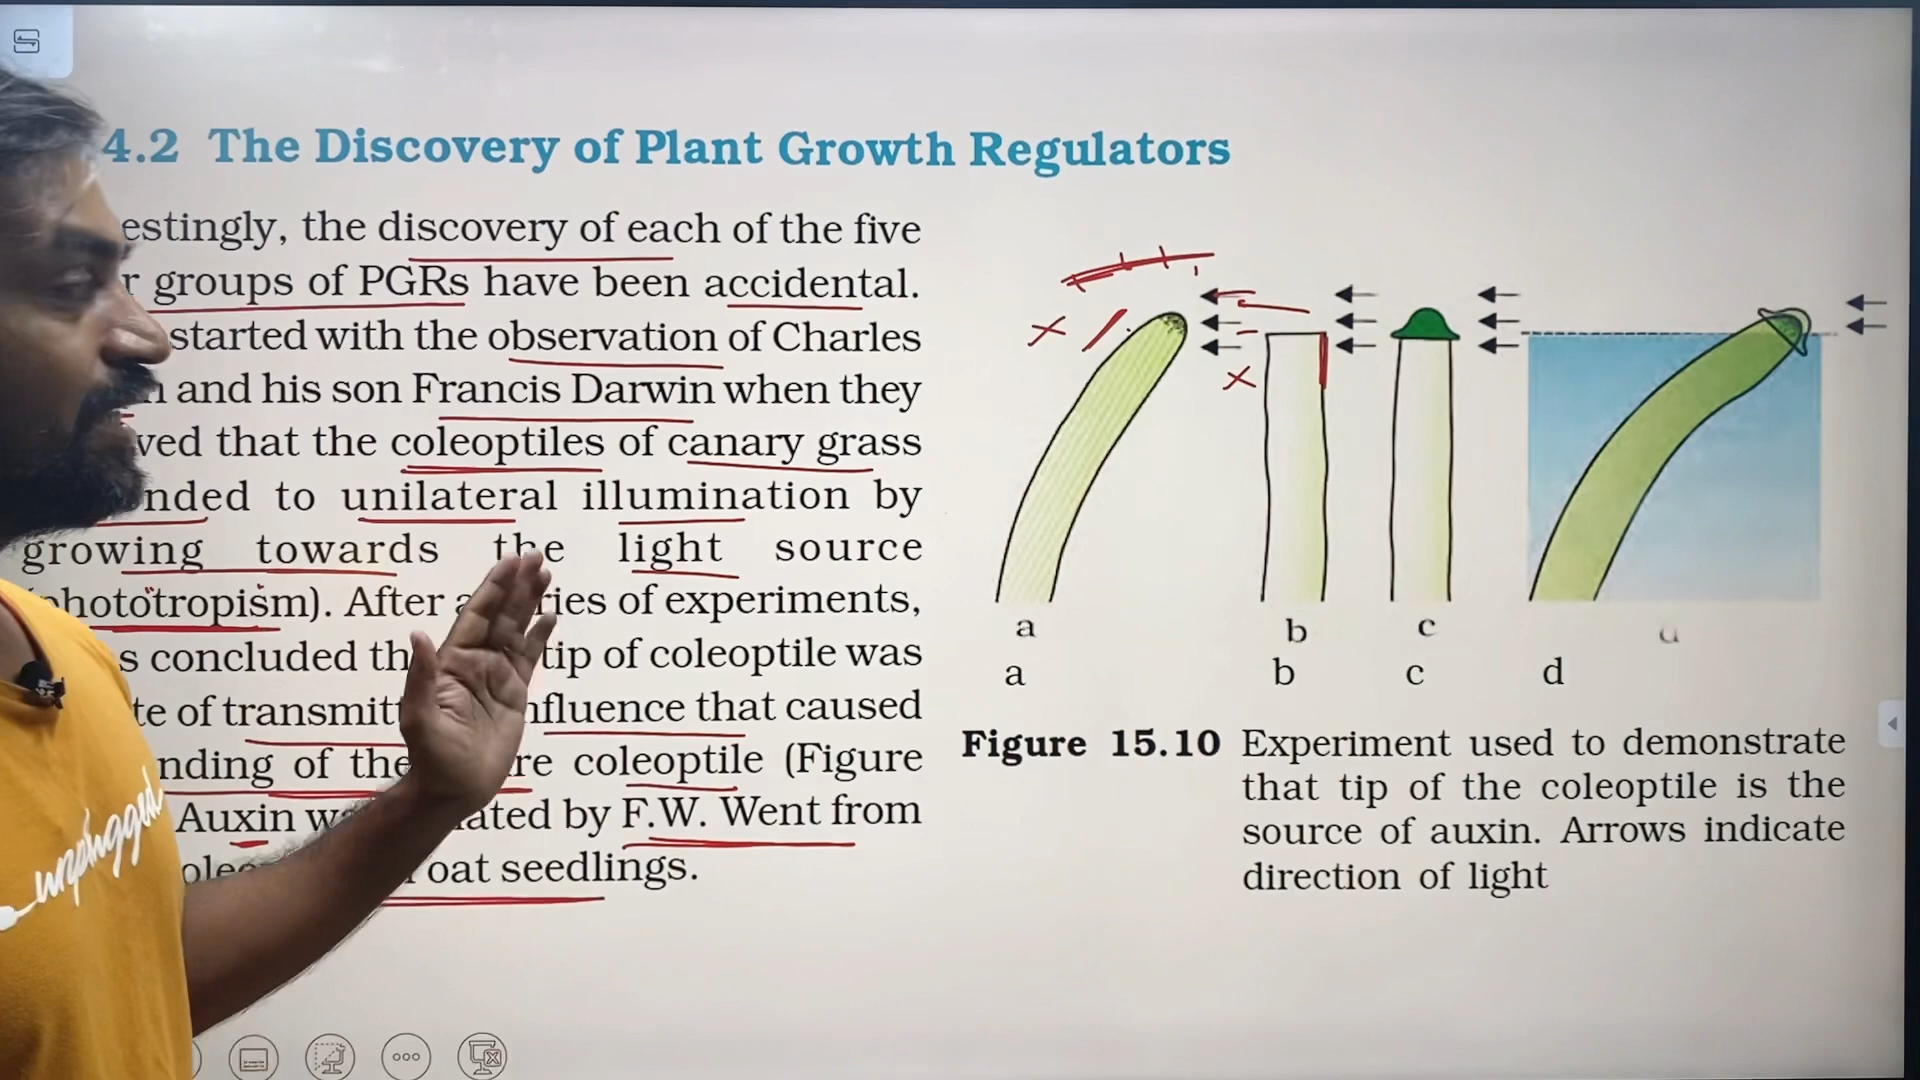 4.2 The Discovery of Plant Growth Regulators
estingly, the discovery of each of the five
r groups of PGRs have been accidental.
started with the observation of Charles
n and his son Francis Darwin when they
ved that the coleoptiles of canary grass
nded to unilateral illumination by
growing towards the light source
phototropism). After a ries of experiments,
s concluded th tip of coleoptile was
te of transmitt nfluence that caused
nding of the re coleoptile (Figure
Auxin w ated by F.W. Went from
oleo oat seedlings.
a b c d
a b c d
Figure 15.10 Experiment used to demonstrate
that tip of the coleoptile is the
source of auxin. Arrows indicate
direction of light
unplugged